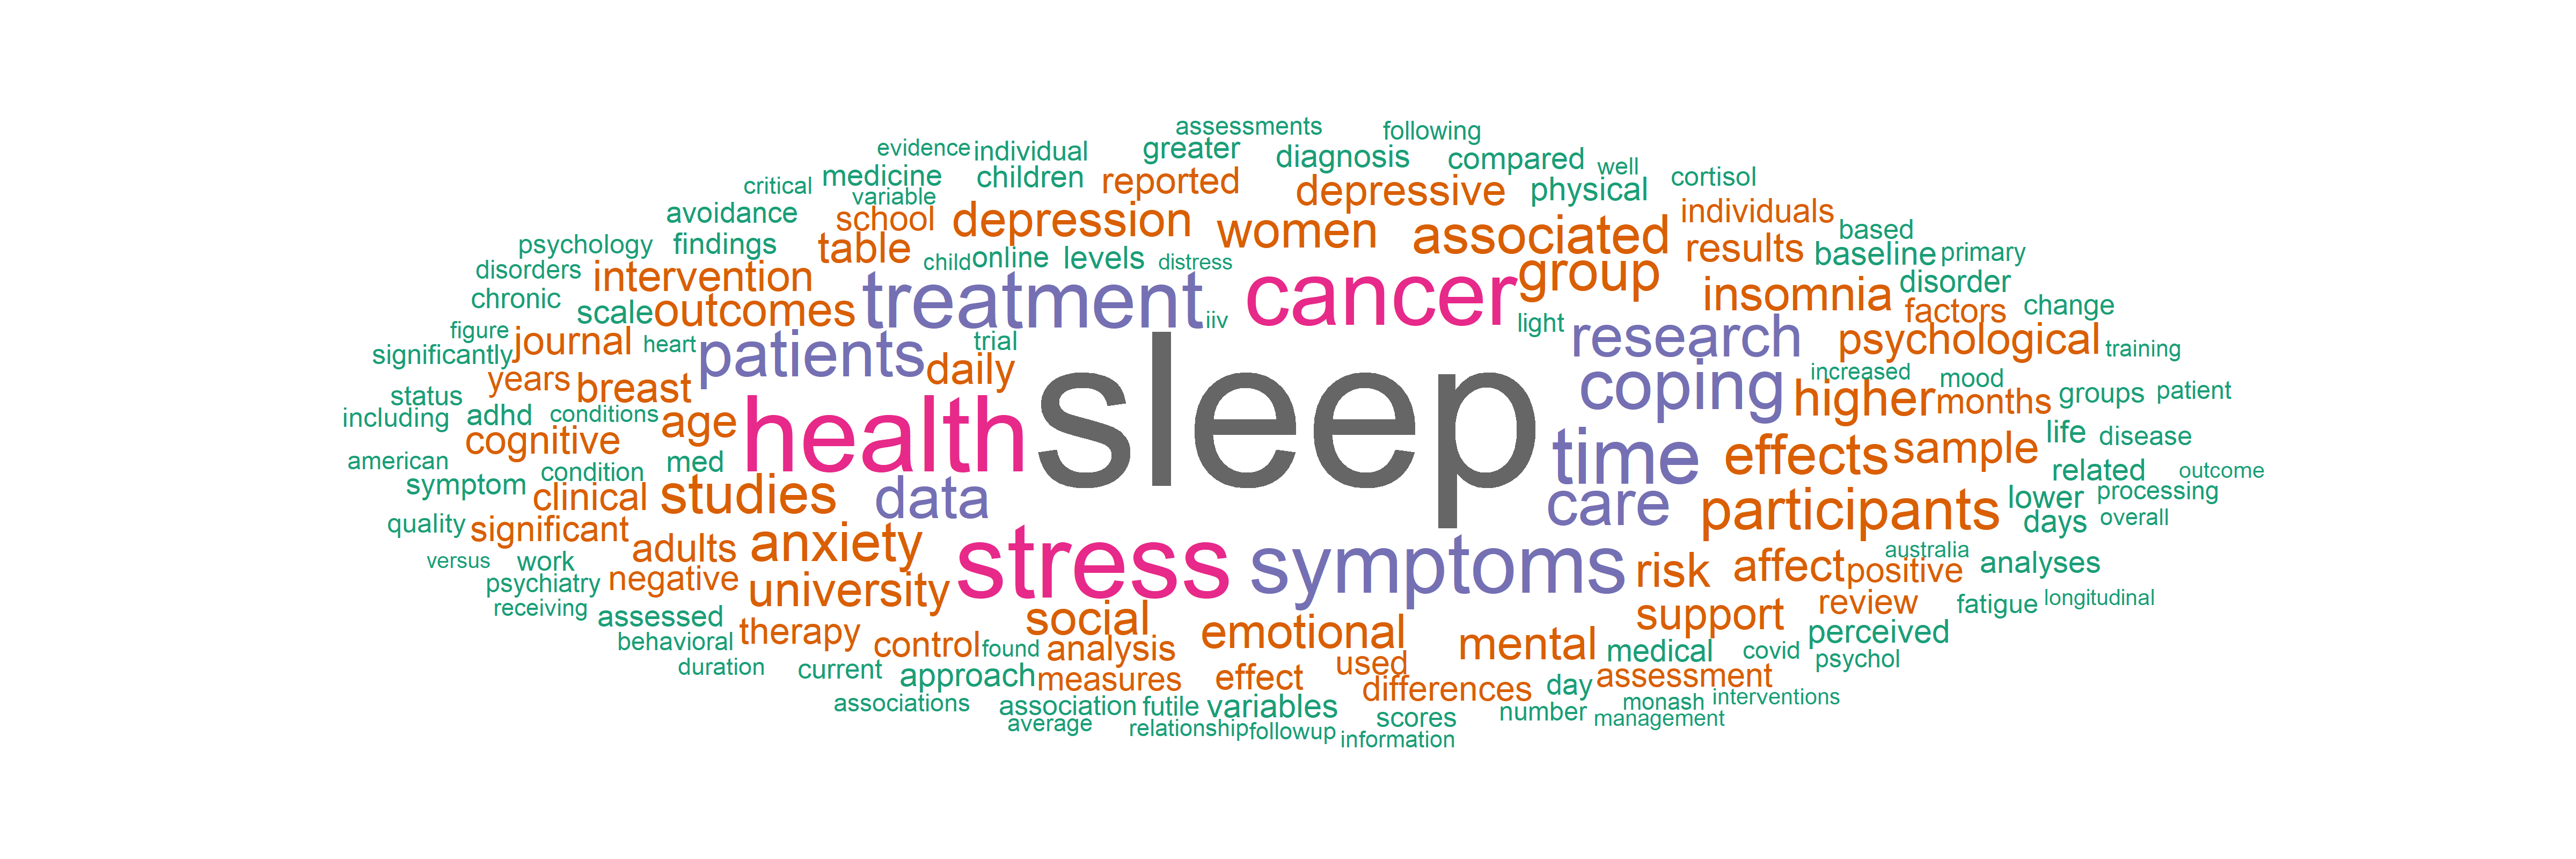 assessments following
evidence individual greater diagnosis compared well
critical medicine children reported depressive physical cortisol
variable
avoidance school depression women associated individuals based
psychology findings table child online levels distress results baseline primary
disorders intervention treatment cancer group insomnia disorder
chronic scale outcomes iiv light factors change
figure journal heart trial research psychological training
significantly patients daily sleep coping increased mood
status years breast higher months groups patient
including adhd conditions age health life disease
cognitive time effects sample
american condition med related outcome
symptom clinical studies data care participants lower processing
quality significant days overall
versus work adults anxiety stress symptoms risk affect positive australia analyses
psychiatry negative university
receiving assessed social support review fatigue longitudinal
behavioral therapy control found analysis emotional mental medical covid perceived
duration current approach measures effect used differences day assessment psychol
associations association futile variables scores number monash interventions
average relationship followup information management